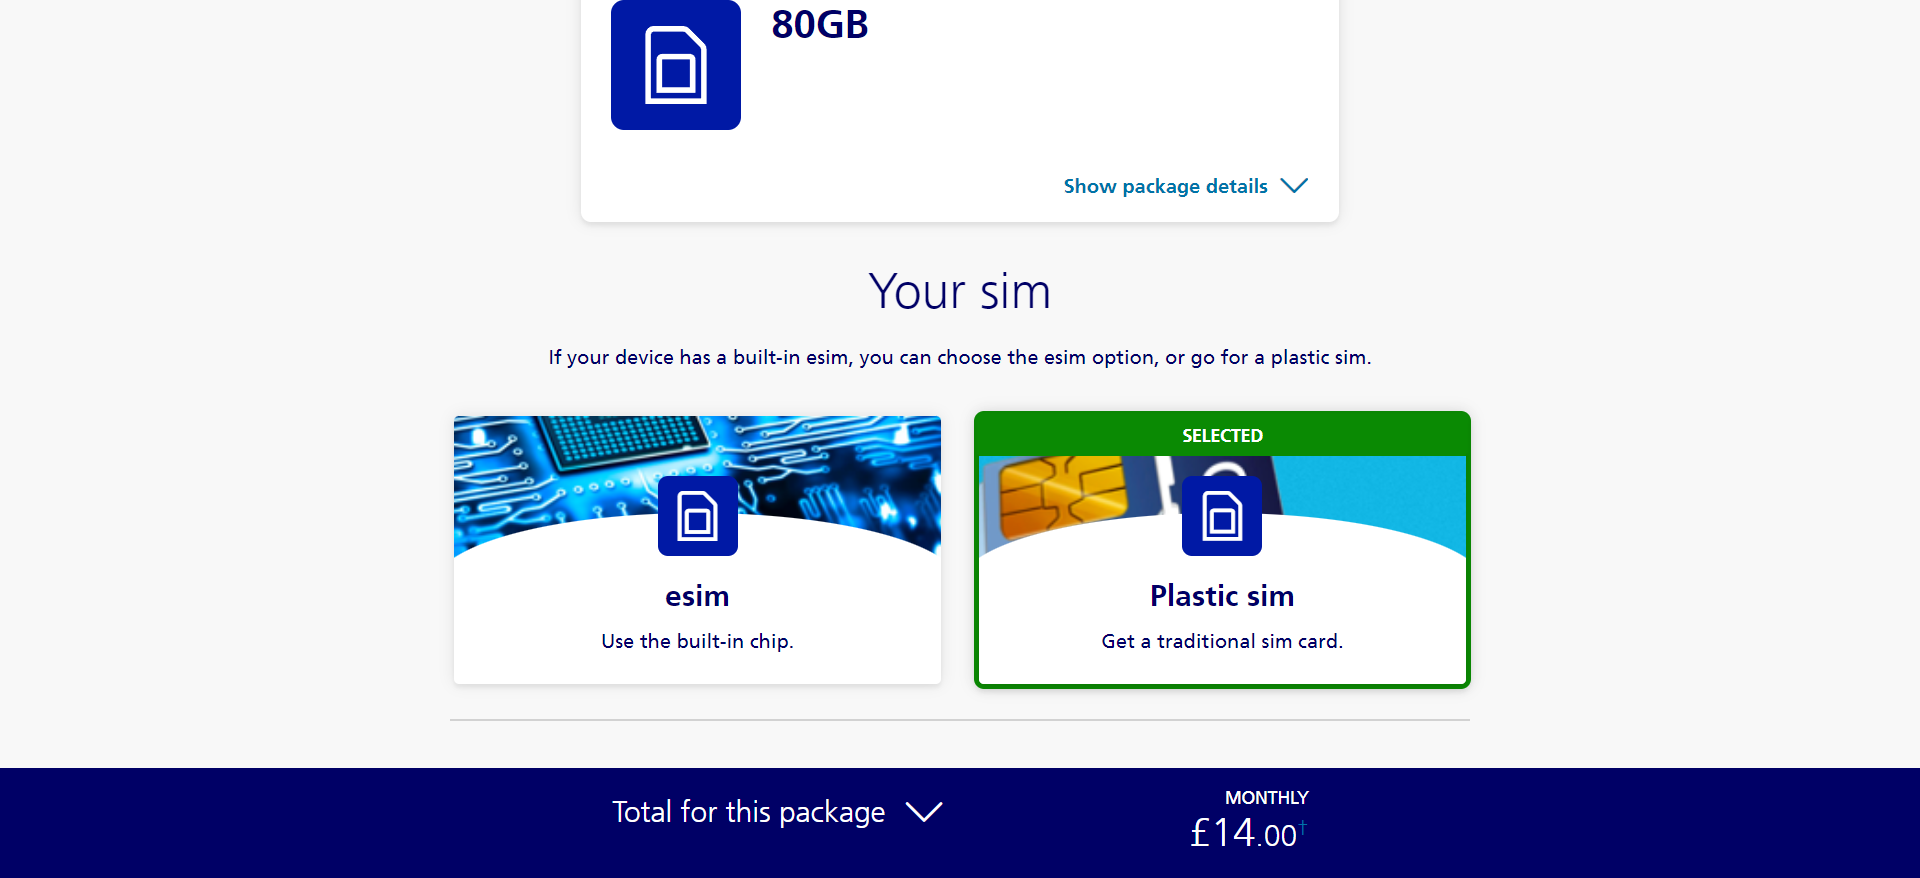 80GB
Show package details
Your sim
If your device has a built-in esim, you can choose the esim option, or go for a plastic sim.
esim
Use the built-in chip.
SELECTED
Plastic sim
Get a traditional sim card.
Total for this package
MONTHLY
£14.00†